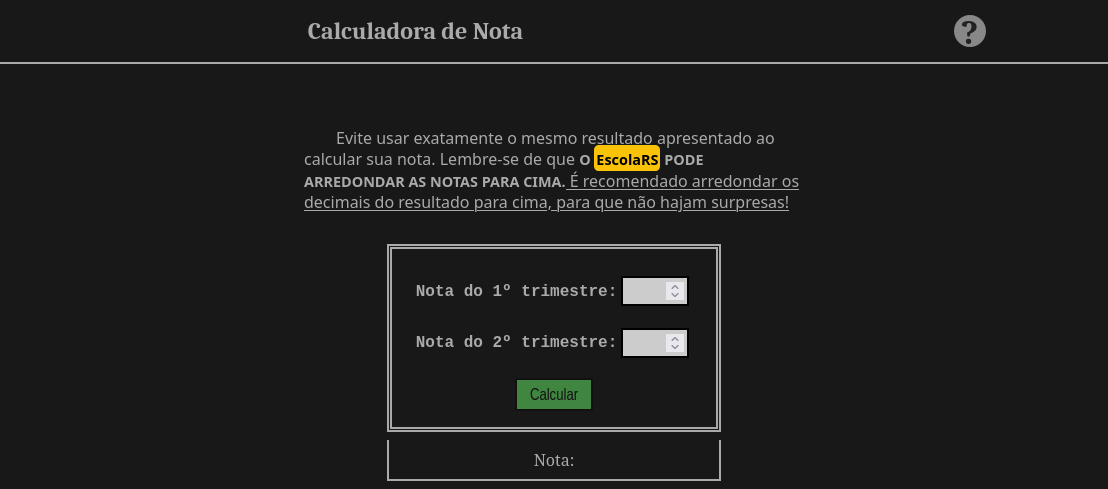 Calculadora de Nota
?
Evite usar exatamente o mesmo resultado apresentado ao
calcular sua nota. Lembre-se de que O EscolaRS PODE
ARREDONDAR AS NOTAS PARA CIMA. É recomendado arredondar os
decimais do resultado para cima, para que não hajam surpresas!
Nota do 1º trimestre:
Nota do 2º trimestre:
Calcular
Nota: